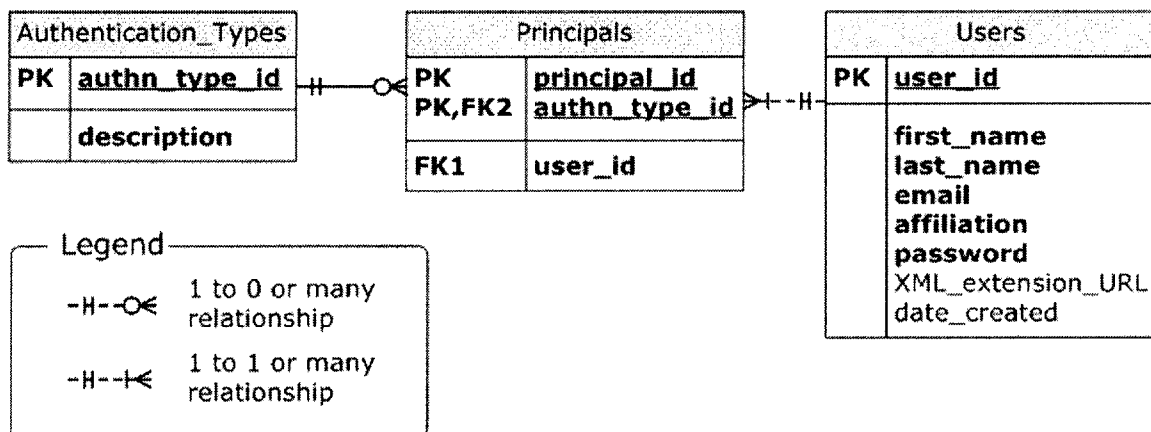 Authentication_Types
PK authn_type_id
description
Principals
PK principal_id
PK,FK2 authn_type_id
FK1 user_id
Users
PK user_id
first_name
last_name
email
affiliation
password
XML_extension_URL
date_created
Legend
1 to 0 or many
relationship
1 to 1 or many
relationship